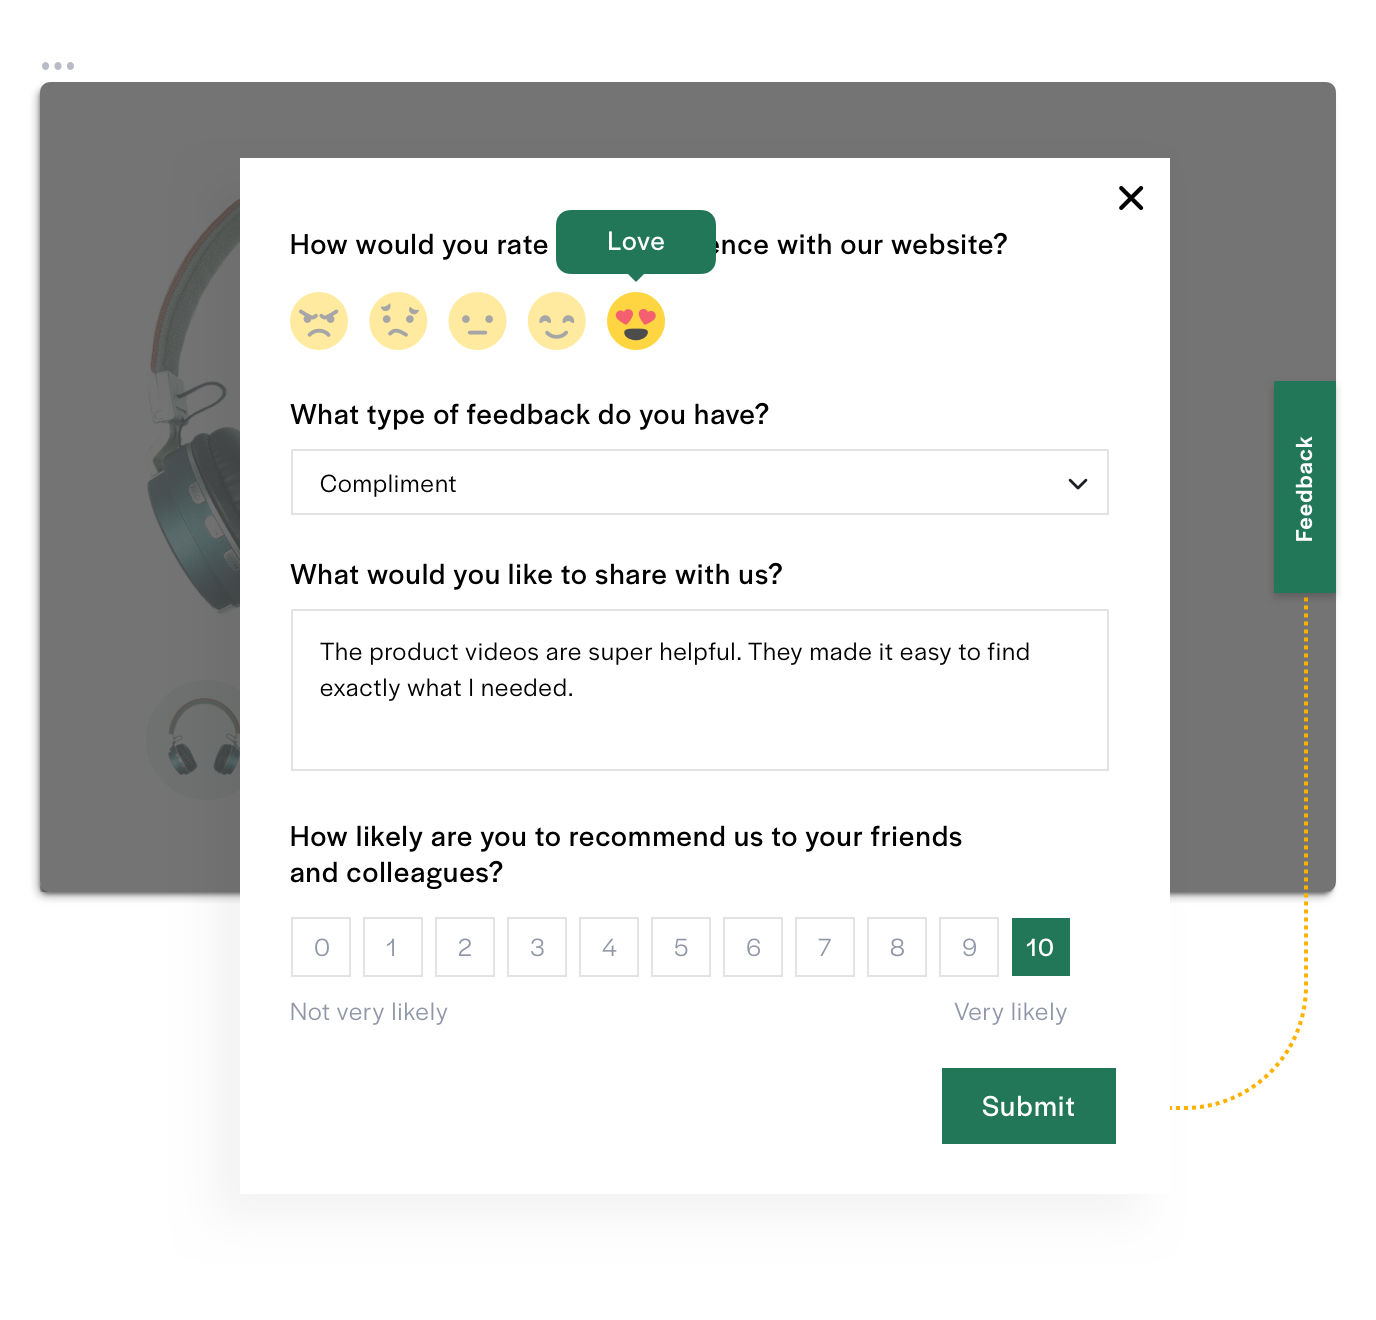 How would you rate Love ence with our website?
What type of feedback do you have?
Compliment
Feedback
What would you like to share with us?
The product videos are super helpful. They made it easy to find
exactly what I needed.
How likely are you to recommend us to your friends
and colleagues?
0 1 2 3 4 5 6 7 8 9 10
Not very likely Very likely
Submit